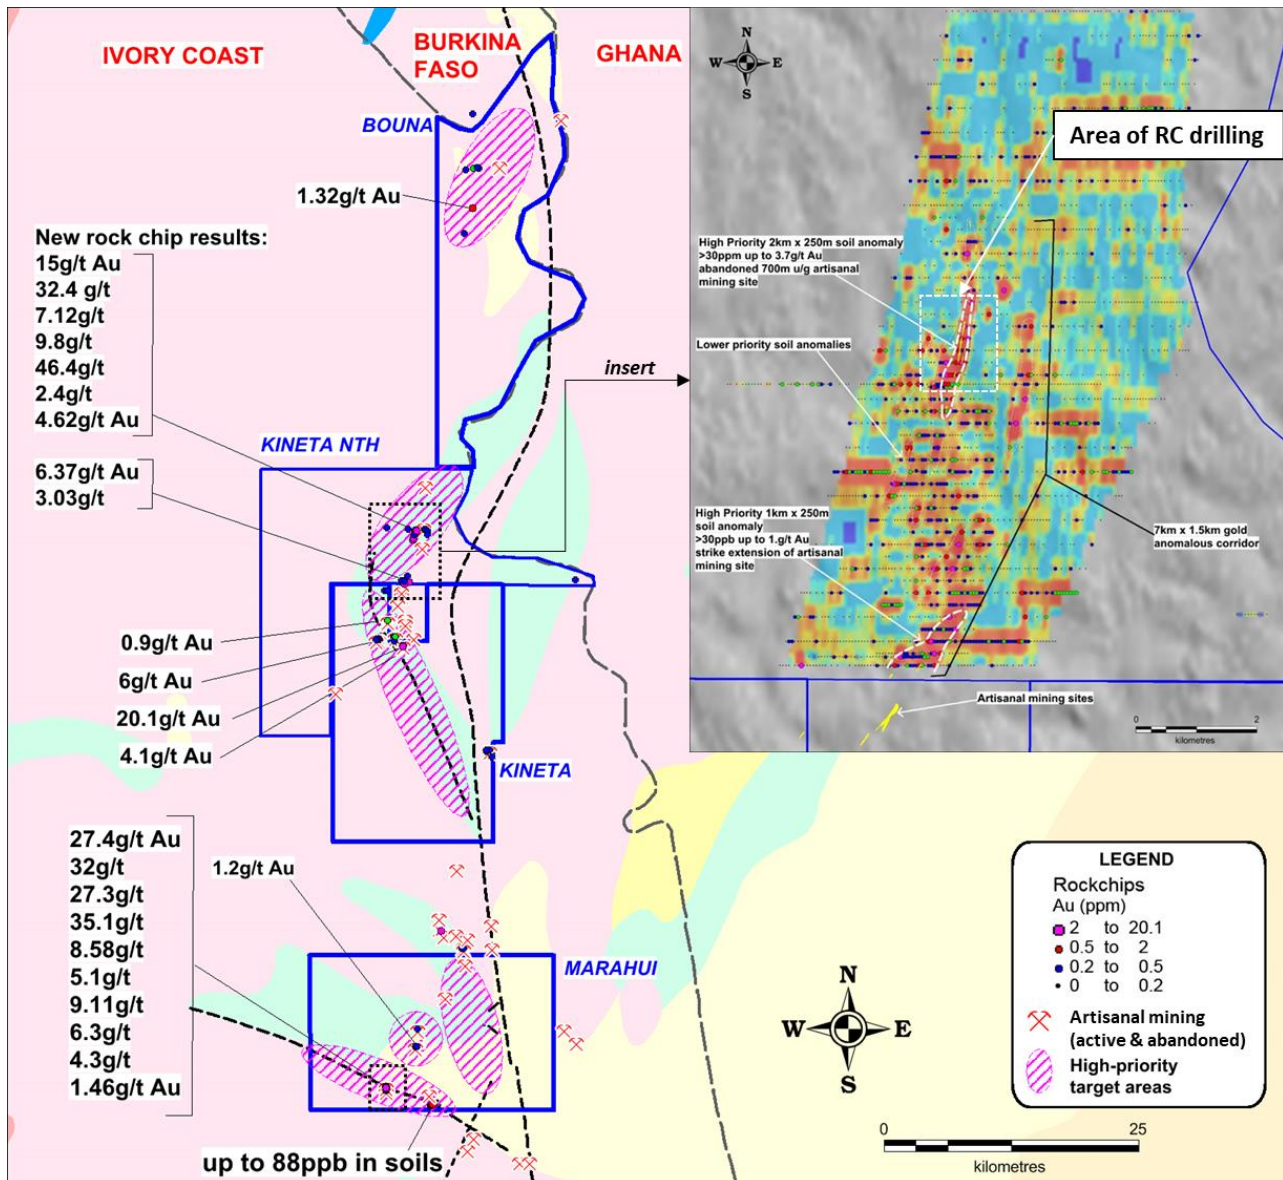 IVORY COAST
BURKINA
FASO
GHANA
BOUNA
1.32g/t Au
New rock chip results:
15g/t Au
32.4 g/t
7.12g/t
9.8g/t
46.4g/t
2.4g/t
4.62g/t Au
KINETA NTH
6.37g/t Au
3.03g/t
insert
0.9g/t Au
6g/t Au
20.1g/t Au
4.1g/t Au
KINETA
27.4g/t Au
32g/t
27.3g/t
35.1g/t
8.58g/t
5.1g/t
9.11g/t
6.3g/t
4.3g/t
1.46g/t Au
1.2g/t Au
MARAHUI
up to 88ppb in soils
N
W E
S
Area of RC drilling
High Priority 2km x 250m soil anomaly
>30ppm up to 3.7g/t Au
abandoned 700m u/g artisanal
mining site
Lower priority soil anomalies
High Priority 1km x 250m
soil anomaly
>30ppb up to 1.g/t Au
strike extension of artisanal
mining site
7km x 1.5km gold
anomalous corridor
Artisanal mining sites
0 2
kilometres
N
W E
S
LEGEND
Rockchips
Au (ppm)
2 to 20.1
0.5 to 2
0.2 to 0.5
0 to 0.2
Artisanal mining
(active & abandoned)
High-priority
target areas
0 25
kilometres